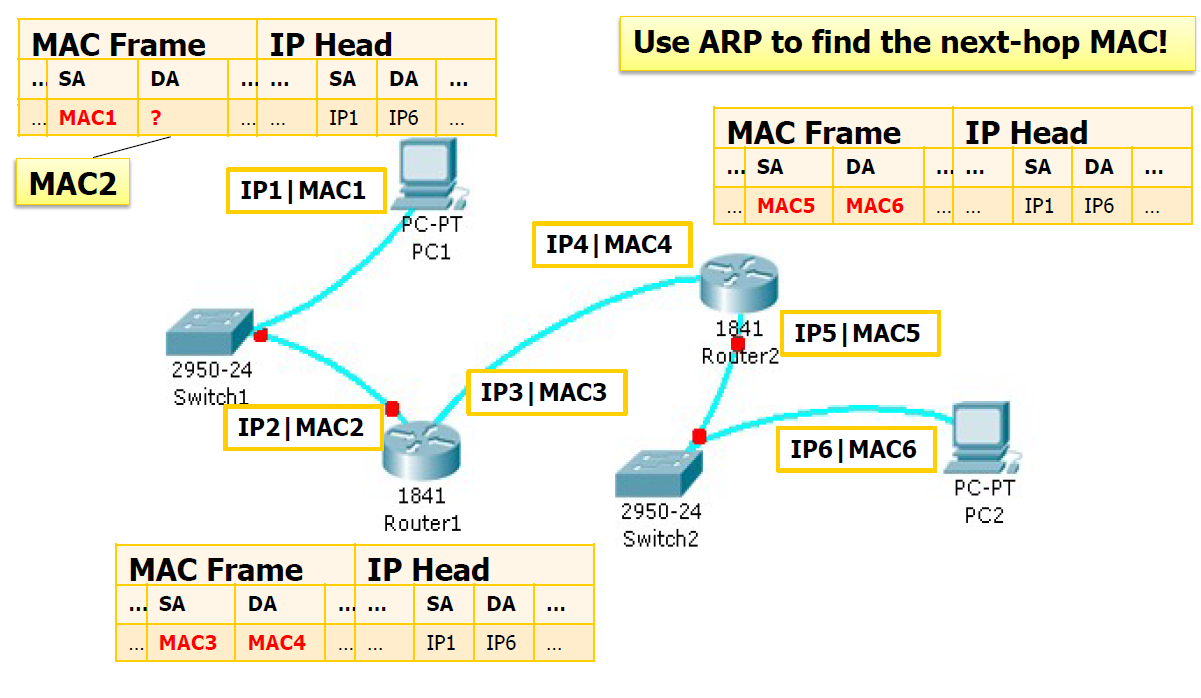 MAC Frame IP Head
... SA DA ... ... SA DA ...
... MAC1 ? ... ... IP1 IP6 ...
MAC2
Use ARP to find the next-hop MAC!
MAC Frame IP Head
... SA DA ... ... SA DA ...
... MAC5 MAC6 ... ... IP1 IP6 ...
IP1|MAC1
PC-PT
PC1
IP4|MAC4
1841
Router2
IP5|MAC5
2950-24
Switch1
IP3|MAC3
IP2|MAC2
1841
Router1
IP6|MAC6
PC-PT
PC2
2950-24
Switch2
MAC Frame IP Head
... SA DA ... ... SA DA ...
... MAC3 MAC4 ... ... IP1 IP6 ...